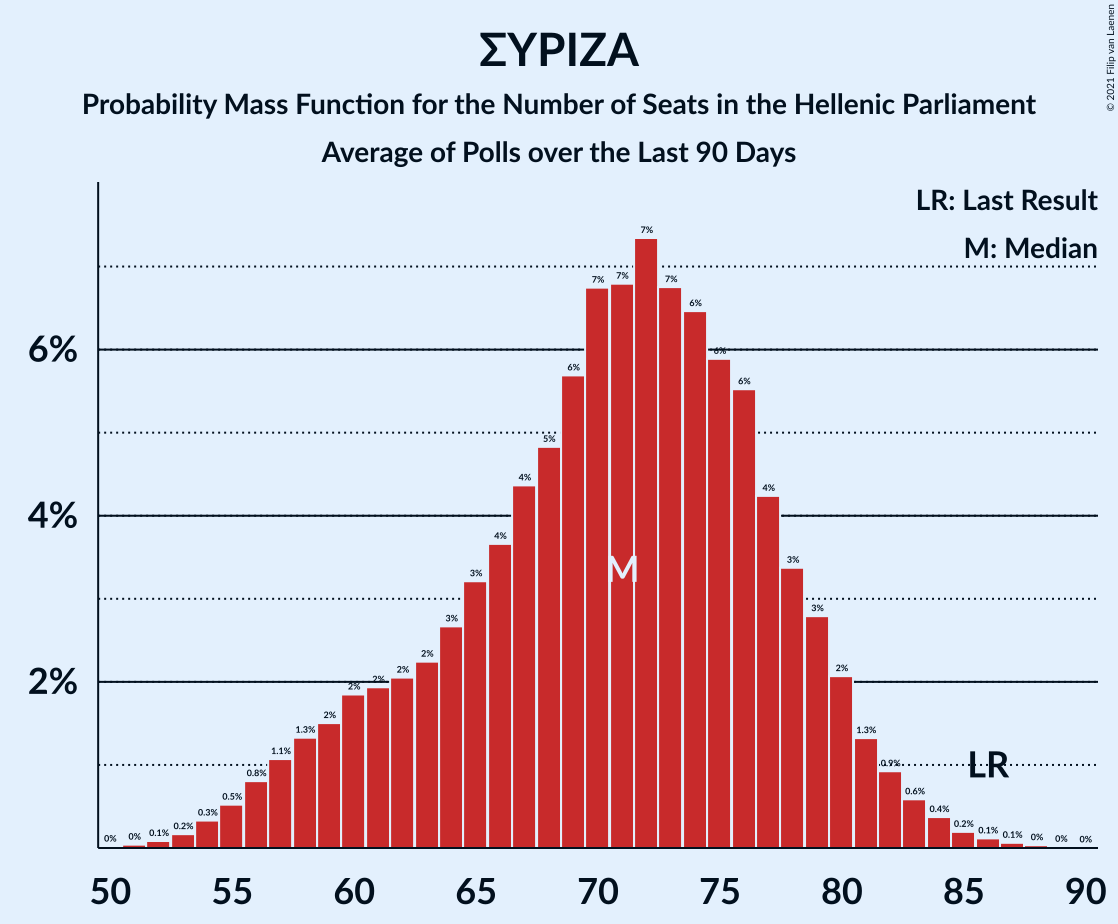 ΣΥΡΙΖΑ
Probability Mass Function for the Number of Seats in the Hellenic Parliament
Average of Polls over the Last 90 Days
© 2021 Filip van Laenen
LR: Last Result
M: Median
6%
4%
2%
0% 0% 0.1% 0.2% 0.3% 0.5% 0.8% 1.1% 1.3% 2% 2% 2% 2% 2% 3% 3% 4% 4% 5% 6% 7% 7% 7% 7% 6% 6% 6% 4% 3% 3% 2% 1.3% 0.9% 0.6% 0.4% 0.2% 0.1% 0.1% 0% 0% 0%
M
LR
50 55 60 65 70 75 80 85 90